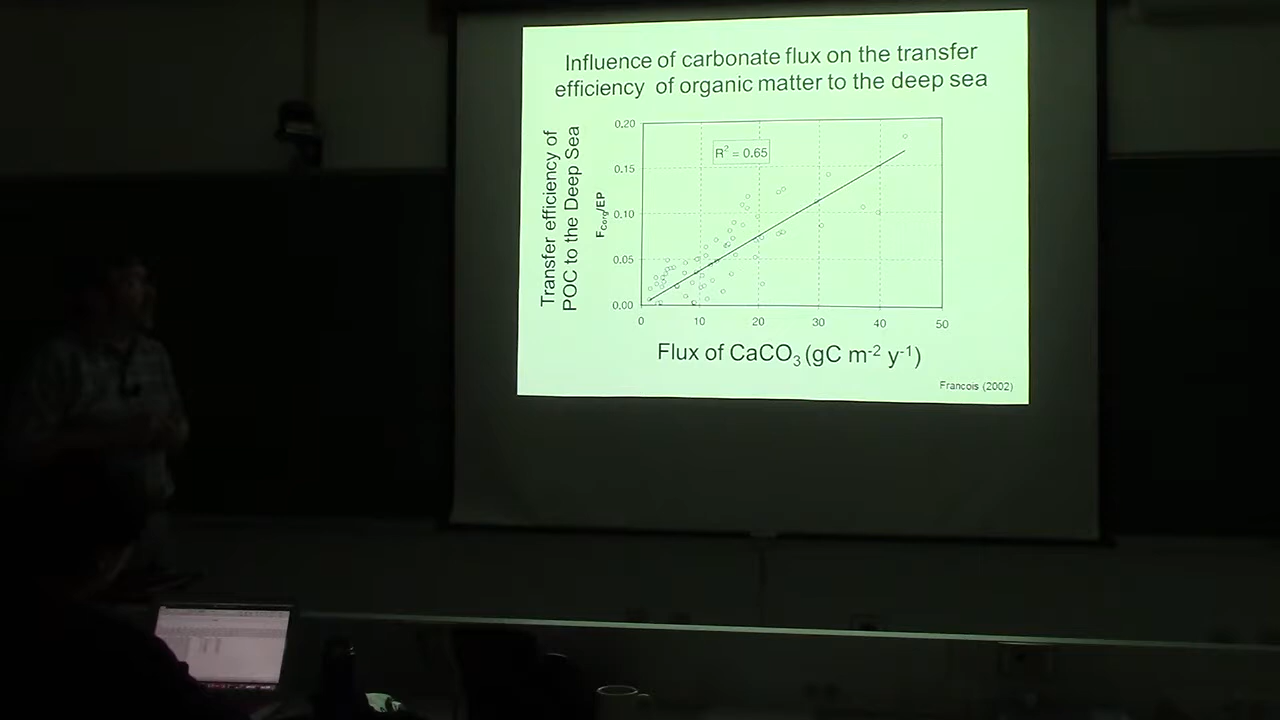 Influence of carbonate flux on the transfer
efficiency of organic matter to the deep sea
Transfer efficiency of
POC to the Deep Sea
F_Corg/EP
0.20
0.15
0.10
0.05
0.00
R² = 0.65
0 10 20 30 40 50
Flux of CaCO₃ (gC m⁻² y⁻¹)
Francois (2002)